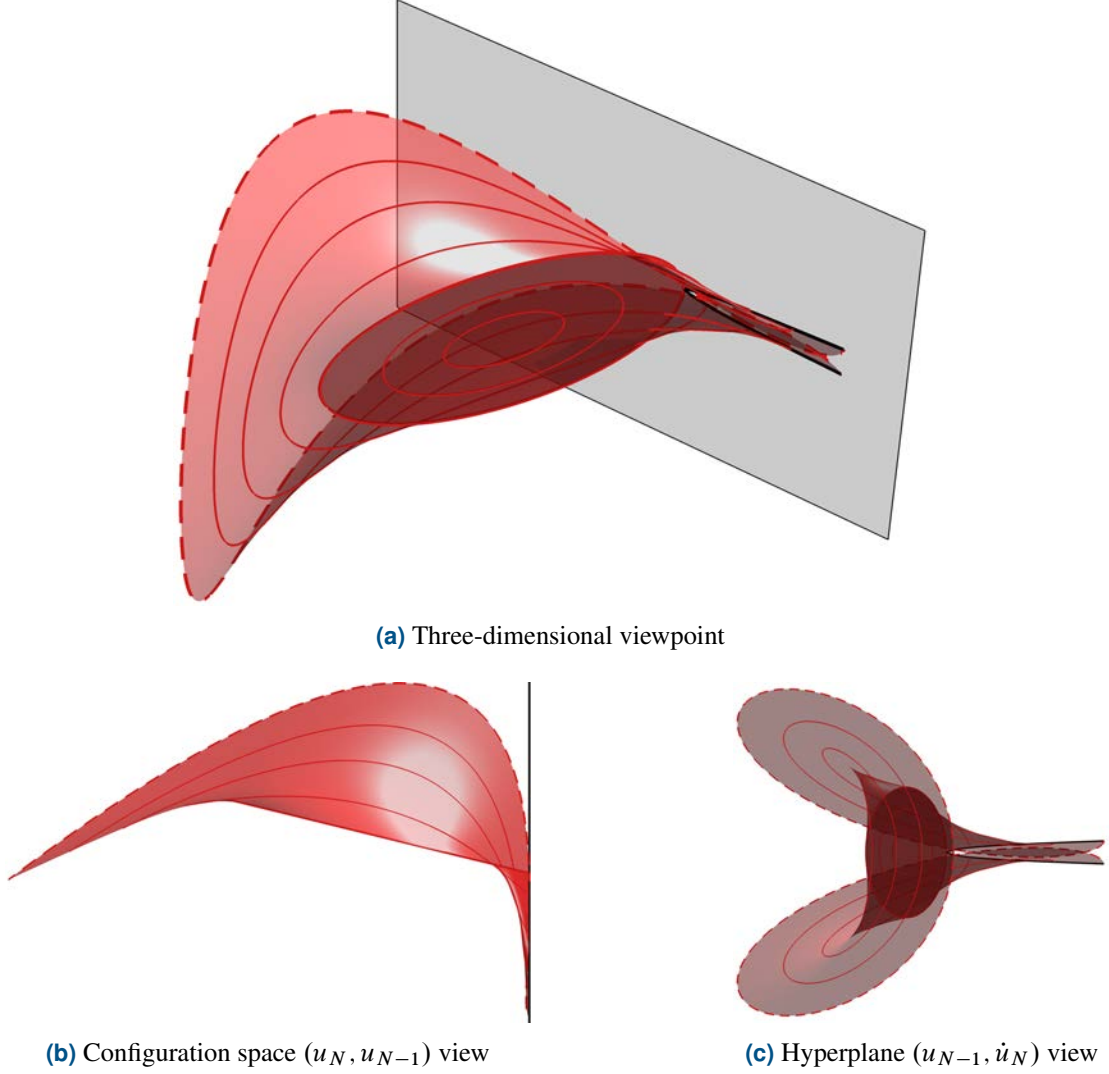 (a) Three-dimensional viewpoint
(b) Configuration space (u_N, u_{N−1}) view
(c) Hyperplane (u_{N−1}, u̇_N) view